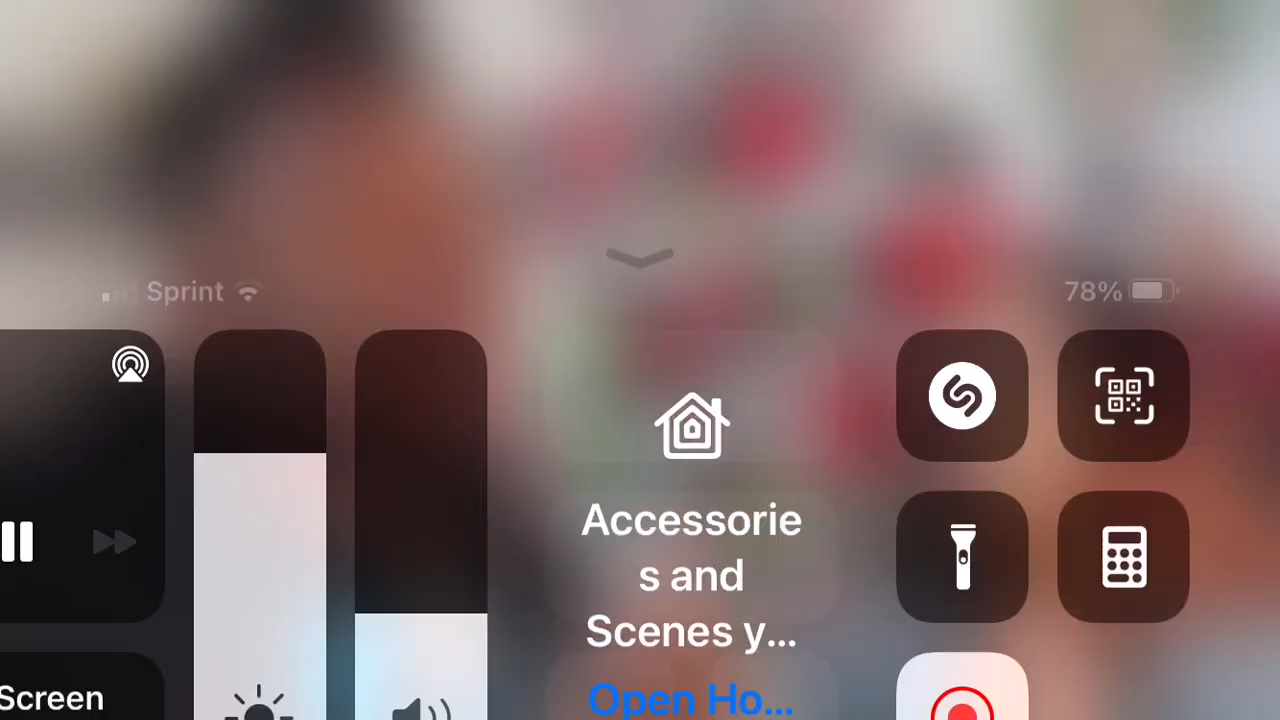 Sprint
78%
Accessorie
s and
Scenes y...
Open Ho...
Screen